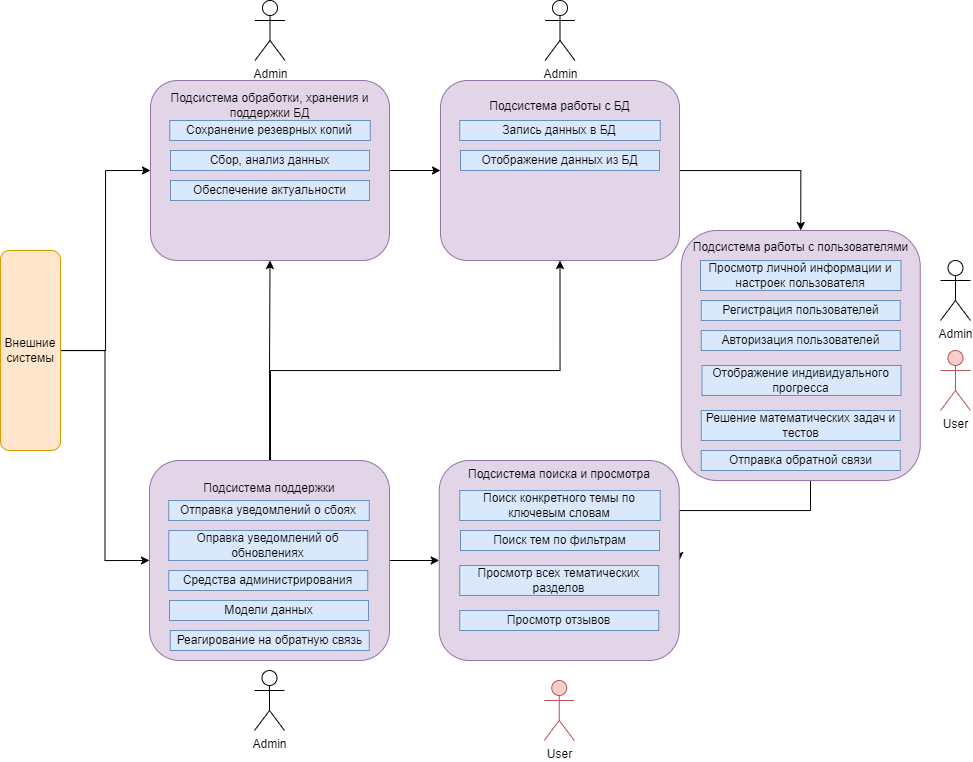 Admin
Admin
Подсистема обработки, хранения и
поддержки БД
Сохранение резеврных копий
Сбор, анализ данных
Обеспечение актуальности
Подсистема работы с БД
Запись данных в БД
Отображение данных из БД
Внешние
системы
Подсистема работы с пользователями
Просмотр личной информации и
настроек пользователя
Регистрация пользователей
Авторизация пользователей
Отображение индивидуального
прогресса
Решение математических задач и
тестов
Отправка обратной связи
Admin
User
Подсистема поддержки
Отправка уведомлений о сбоях
Оправка уведомлений об
обновлениях
Средства администрирования
Модели данных
Реагирование на обратную связь
Подсистема поиска и просмотра
Поиск конкретного темы по
ключевым словам
Поиск тем по фильтрам
Просмотр всех тематических
разделов
Просмотр отзывов
Admin
User